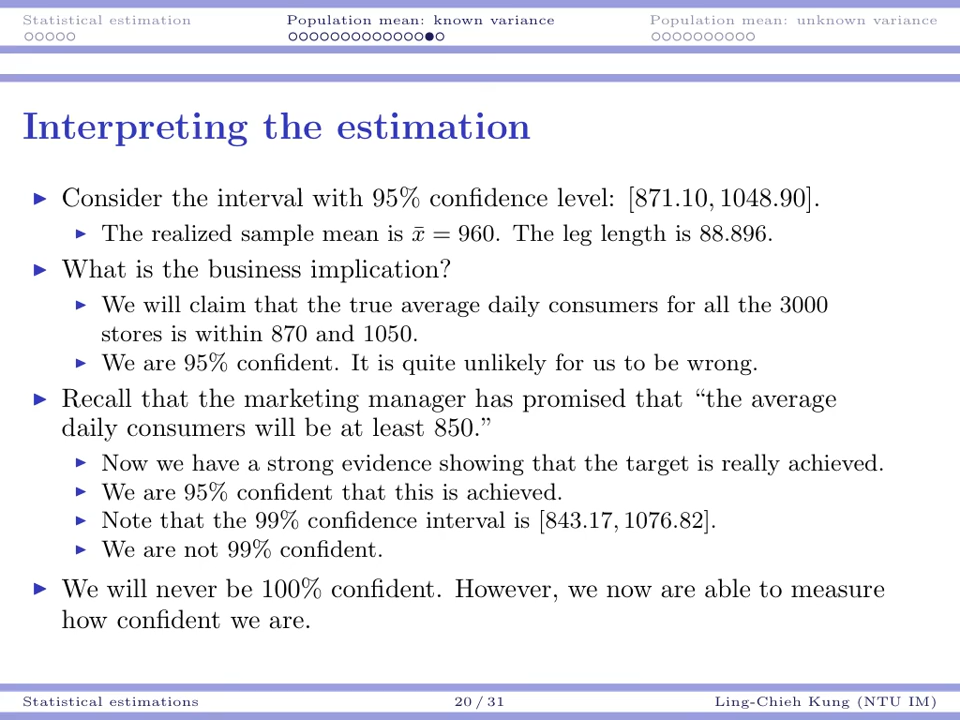 Statistical estimation
Population mean: known variance
Population mean: unknown variance
Interpreting the estimation
Consider the interval with 95% confidence level: [871.10, 1048.90].
The realized sample mean is x̄ = 960. The leg length is 88.896.
What is the business implication?
We will claim that the true average daily consumers for all the 3000
stores is within 870 and 1050.
We are 95% confident. It is quite unlikely for us to be wrong.
Recall that the marketing manager has promised that “the average
daily consumers will be at least 850.”
Now we have a strong evidence showing that the target is really achieved.
We are 95% confident that this is achieved.
Note that the 99% confidence interval is [843.17, 1076.82].
We are not 99% confident.
We will never be 100% confident. However, we now are able to measure
how confident we are.
Statistical estimations
20 / 31
Ling-Chieh Kung (NTU IM)